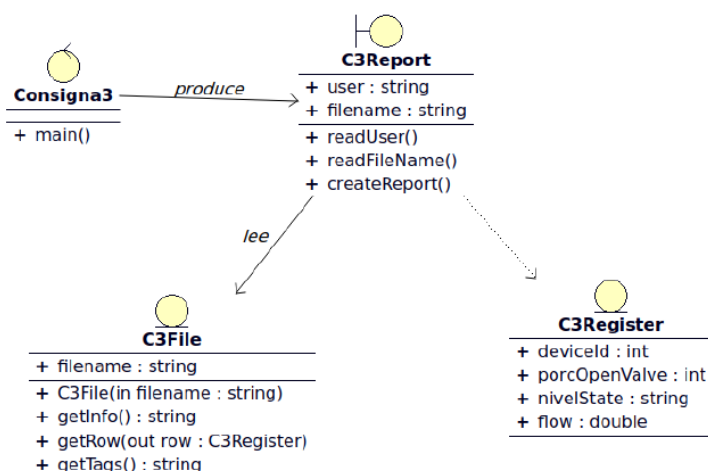 C3Report
+ user : string
+ filename : string
+ readUser()
+ readFileName()
+ createReport()
Consigna3
+ main()
produce
lee
C3File
+ filename : string
+ C3File(in filename : string)
+ getInfo() : string
+ getRow(out row : C3Register)
+ getTags() : string
C3Register
+ deviceId : int
+ porcOpenValve : int
+ nivelState : string
+ flow : double